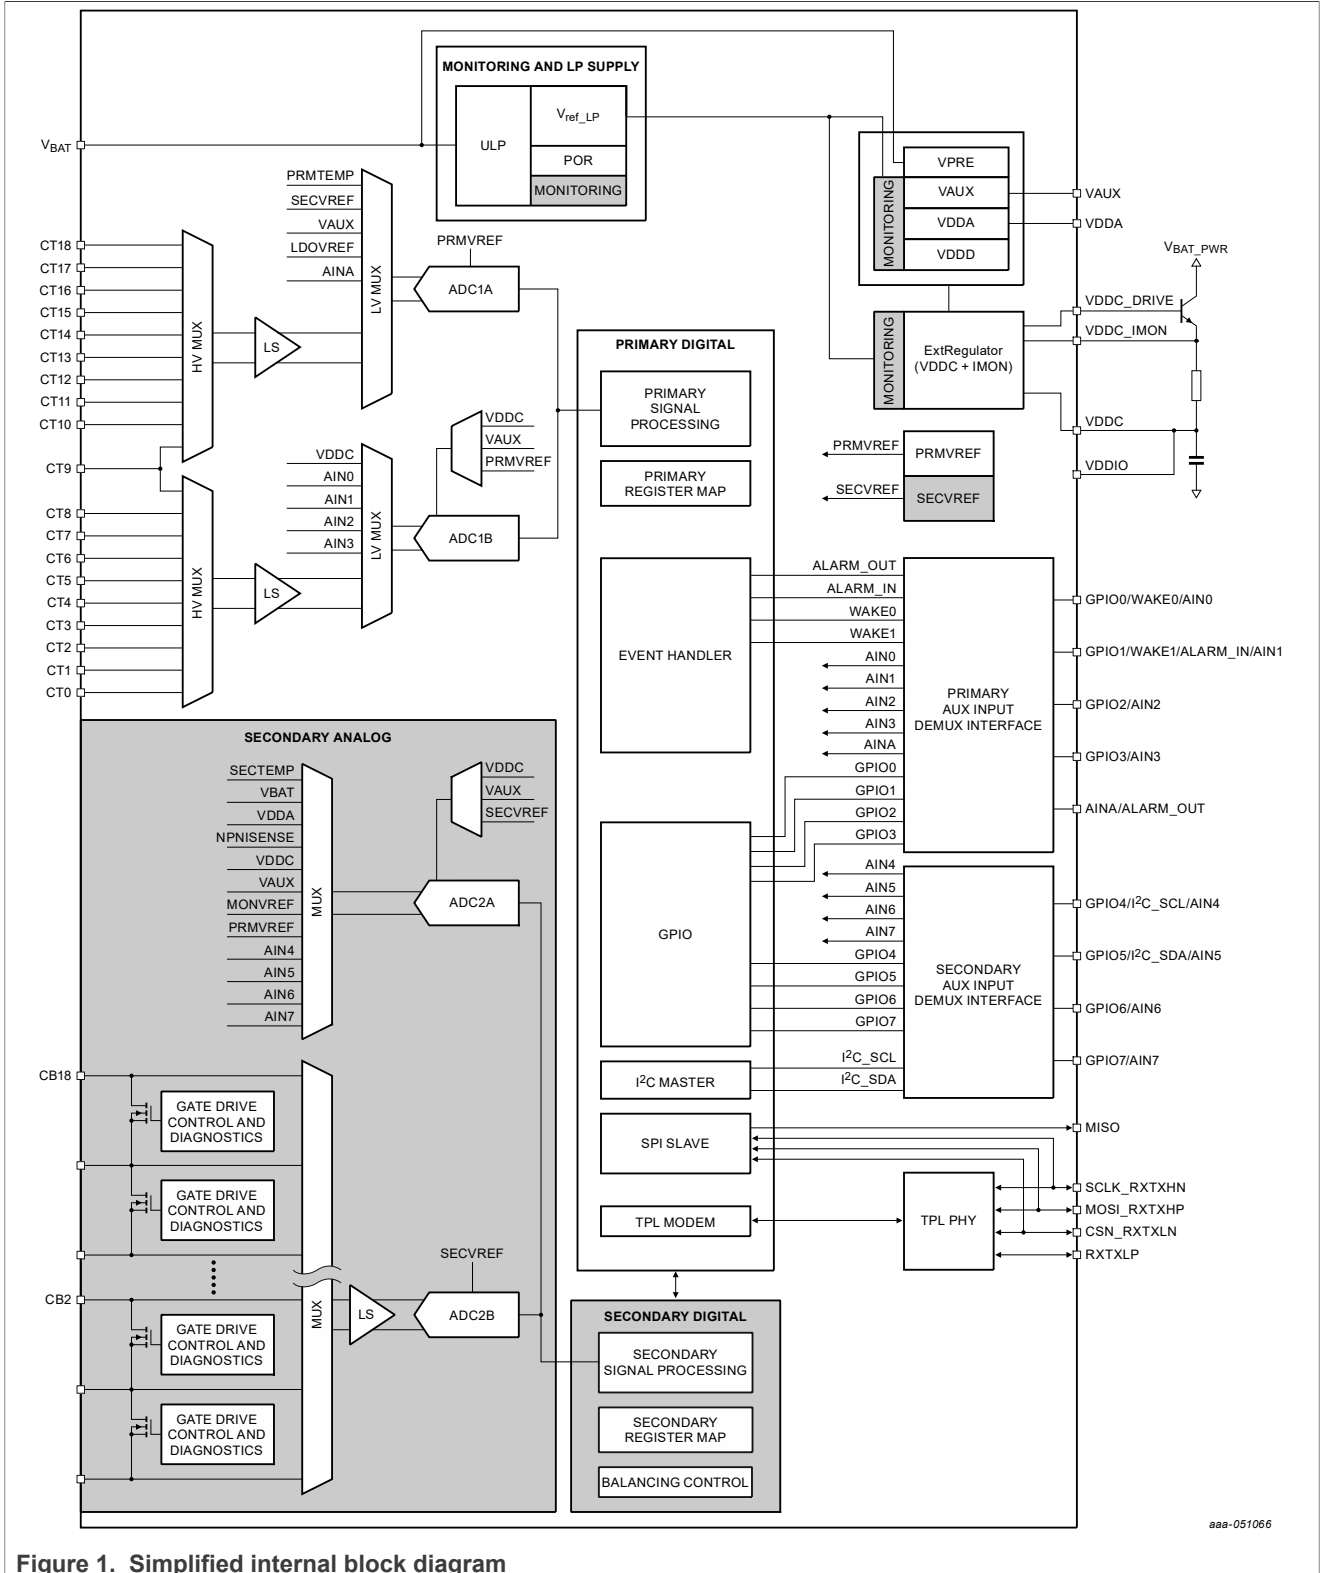 MONITORING AND LP SUPPLY
ULP
Vref_LP
POR
MONITORING
VBAT
PRMTEMP
SECVREF
VAUX
LDOVREF
AINA
LV MUX
PRMVREF
ADC1A
CT18
CT17
CT16
CT15
CT14
CT13
CT12
CT11
CT10
CT9
HV MUX
LS
CT8
CT7
CT6
CT5
CT4
CT3
CT2
CT1
CT0
HV MUX
LS
VDDC
AIN0
AIN1
AIN2
AIN3
LV MUX
VDDC
VAUX
PRMVREF
ADC1B
MONITORING
VPRE
VAUX
VDDA
VDDD
VAUX
VDDA
VBAT_PWR
MONITORING
ExtRegulator
(VDDC + IMON)
VDDC_DRIVE
VDDC_IMON
VDDC
VDDIO
PRMVREF
PRMVREF
SECVREF
SECVREF
PRIMARY DIGITAL
PRIMARY
SIGNAL
PROCESSING
PRIMARY
REGISTER MAP
EVENT HANDLER
GPIO
I2C MASTER
SPI SLAVE
TPL MODEM
ALARM_OUT
ALARM_IN
WAKE0
WAKE1
AIN0
AIN1
AIN2
AIN3
AINA
GPIO0
GPIO1
GPIO2
GPIO3
PRIMARY
AUX INPUT
DEMUX INTERFACE
GPIO0/WAKE0/AIN0
GPIO1/WAKE1/ALARM_IN/AIN1
GPIO2/AIN2
GPIO3/AIN3
AINA/ALARM_OUT
AIN4
AIN5
AIN6
AIN7
GPIO4
GPIO5
GPIO6
GPIO7
I2C_SCL
I2C_SDA
SECONDARY
AUX INPUT
DEMUX INTERFACE
GPIO4/I2C_SCL/AIN4
GPIO5/I2C_SDA/AIN5
GPIO6/AIN6
GPIO7/AIN7
MISO
TPL PHY
SCLK_RXTXHN
MOSI_RXTXHP
CSN_RXTXLN
RXTXLP
SECONDARY ANALOG
SECTEMP
VBAT
VDDA
NPNISENSE
VDDC
VAUX
MONVREF
PRMVREF
AIN4
AIN5
AIN6
AIN7
MUX
VDDC
VAUX
SECVREF
ADC2A
CB18
GATE DRIVE
CONTROL AND
DIAGNOSTICS
GATE DRIVE
CONTROL AND
DIAGNOSTICS
CB2
GATE DRIVE
CONTROL AND
DIAGNOSTICS
GATE DRIVE
CONTROL AND
DIAGNOSTICS
MUX
LS
SECVREF
ADC2B
SECONDARY DIGITAL
SECONDARY
SIGNAL PROCESSING
SECONDARY
REGISTER MAP
BALANCING CONTROL
aaa-051066
Figure 1. Simplified internal block diagram